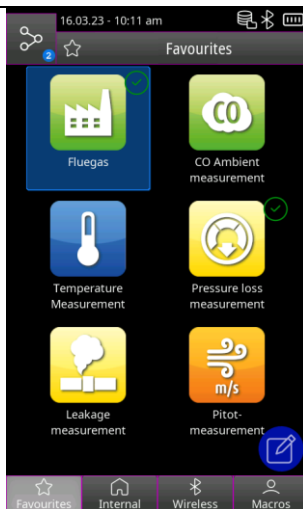 16.03.23 - 10:11 am
2
Favourites
Fluegas
CO
CO Ambient
measurement
Temperature
Measurement
Pressure loss
measurement
Leakage
measurement
m/s
Pitot-
measurement
Favourites
Internal
Wireless
Macros